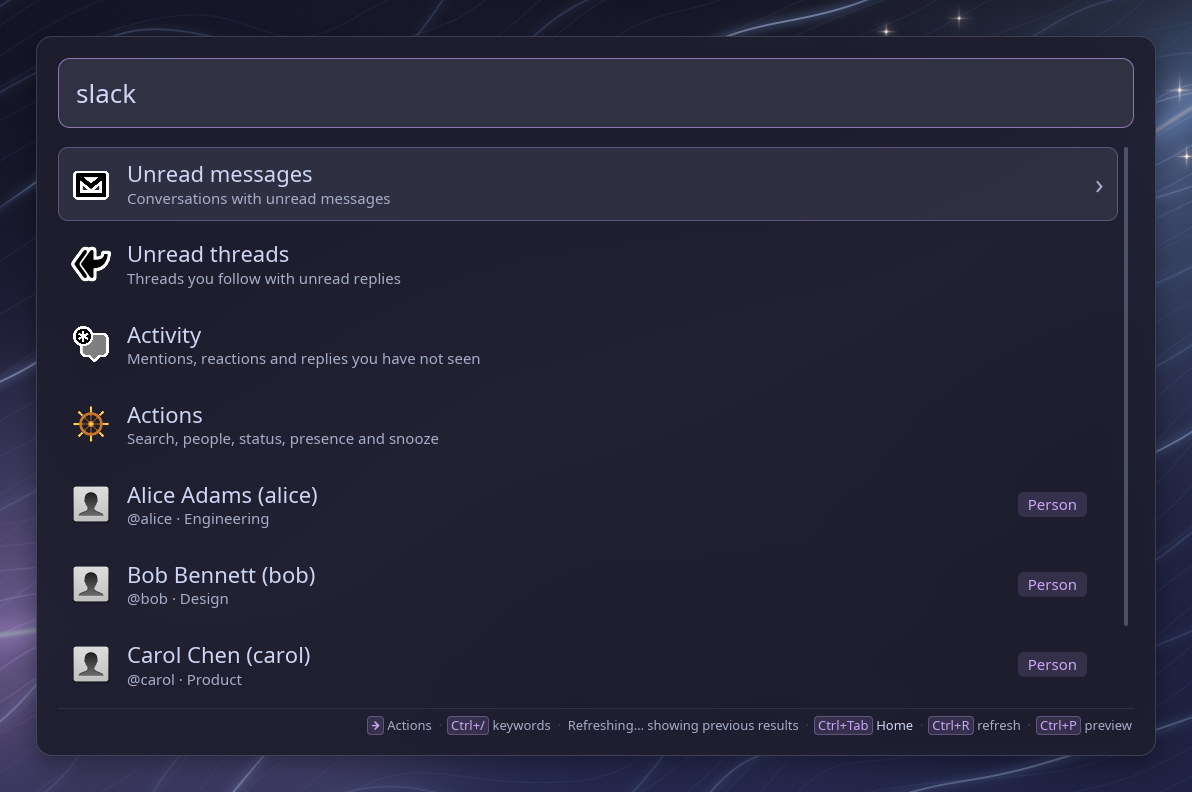 slack
Unread messages
Conversations with unread messages
›
Unread threads
Threads you follow with unread replies
Activity
Mentions, reactions and replies you have not seen
Actions
Search, people, status, presence and snooze
Alice Adams (alice)
@alice · Engineering
Person
Bob Bennett (bob)
@bob · Design
Person
Carol Chen (carol)
@carol · Product
Person
→ Actions · Ctrl+/ keywords · Refreshing… showing previous results · Ctrl+Tab Home · Ctrl+R refresh · Ctrl+P preview